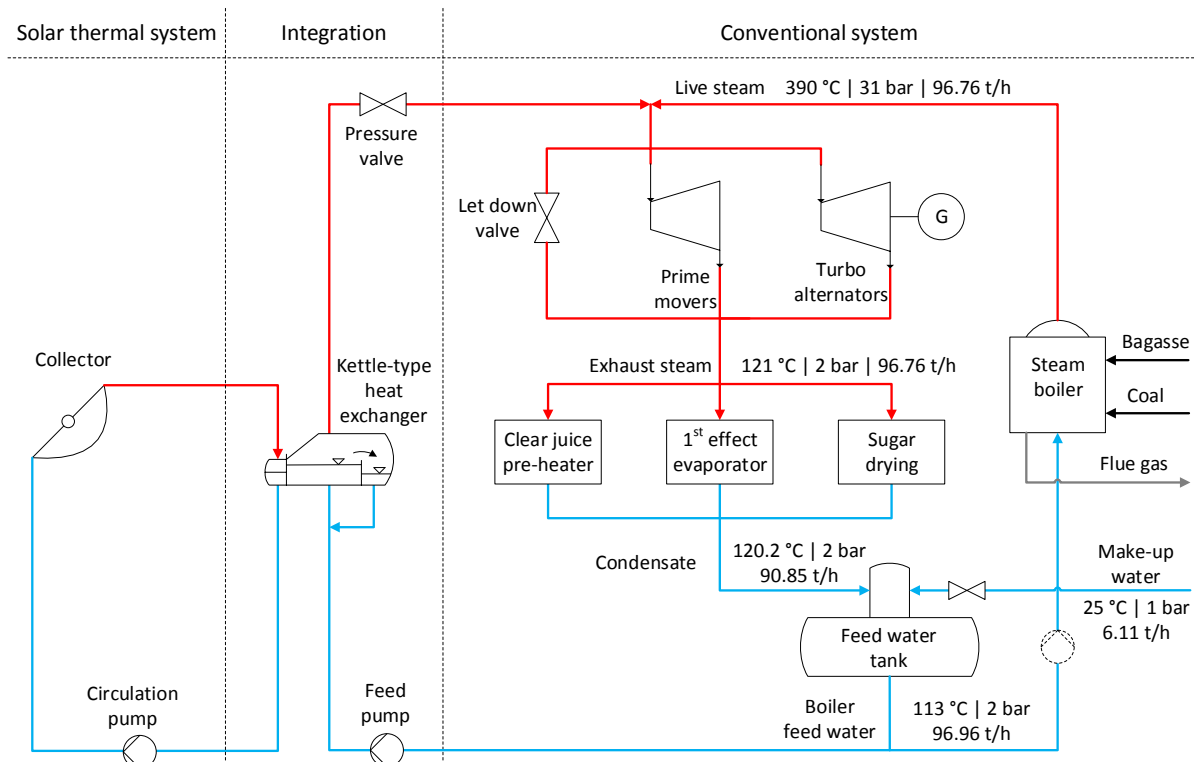 Solar thermal system
Integration
Conventional system
Live steam 390 °C | 31 bar | 96.76 t/h
Pressure
valve
Let down
valve
G
Prime
movers
Turbo
alternators
Collector
Kettle-type
heat
exchanger
Exhaust steam
121 °C | 2 bar | 96.76 t/h
Steam
boiler
Bagasse
Coal
Clear juice
pre-heater
1st effect
evaporator
Sugar
drying
Flue gas
Condensate
120.2 °C | 2 bar
90.85 t/h
Make-up
water
25 °C | 1 bar
6.11 t/h
Feed water
tank
Circulation
pump
Feed
pump
Boiler
feed water
113 °C | 2 bar
96.96 t/h